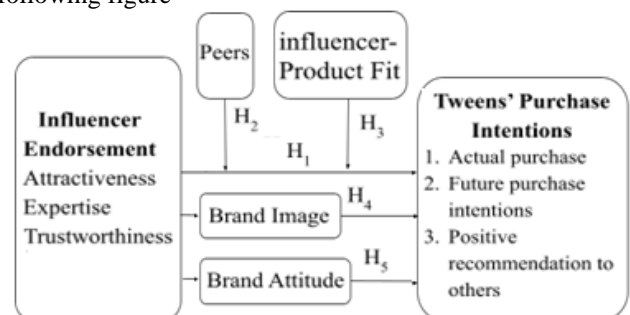 following figure
Peers
influencer-
Product Fit
H2
H3
H1
Influencer
Endorsement
Attractiveness
Expertise
Trustworthiness
Brand Image
H4
Brand Attitude
H5
Tweens' Purchase
Intentions
1. Actual purchase
2. Future purchase
intentions
3. Positive
recommendation to
others